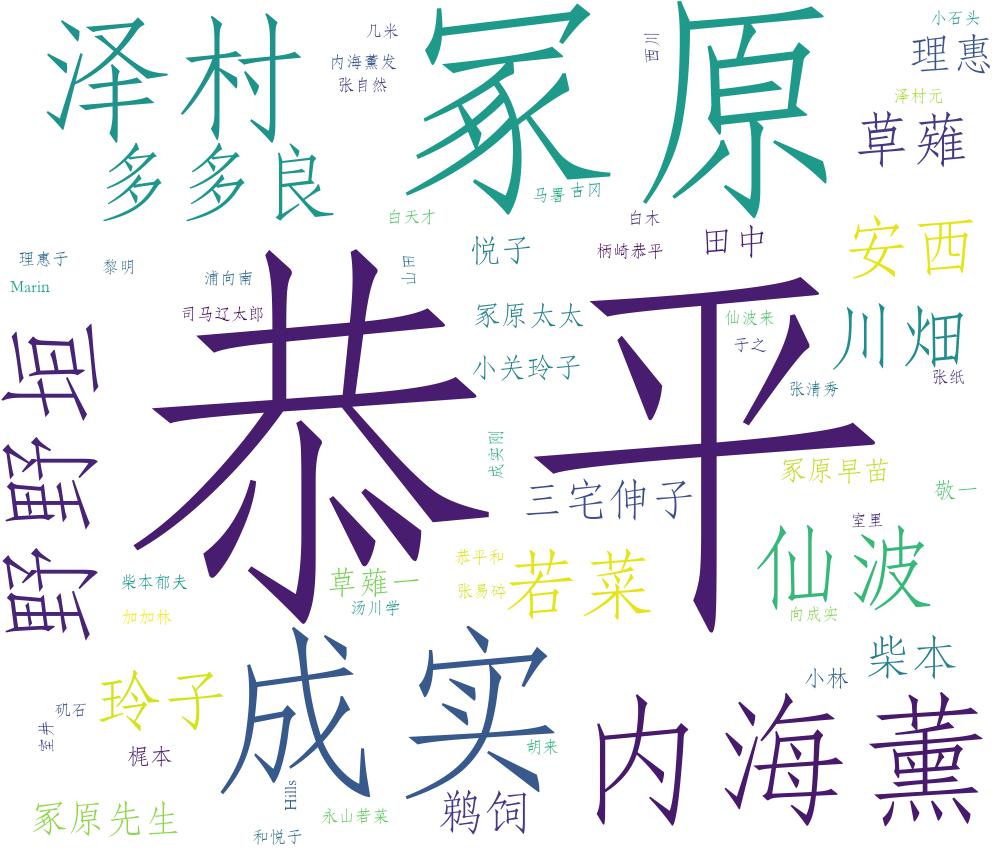 泽村
多多良
几米
内海薰发
张自然
冢原
西川
小石头
理惠
泽村元
草薙
马署
古冈
白天才
白木
柄崎恭平
田中
安西
悦子
理惠子
黎明
Marin
浦向南
山田
司马辽太郎
冢原太太
仙波来
于之
川畑
张纸
小关玲子
张清秀
恭平
野野垣
成实刚
三宅伸子
冢原早苗
敬一
室里
仙波
向成实
柴本郁夫
加加林
草薙一
汤川学
恭平和
张易碎
若菜
玲子
矾石
室井
梶本
成实
胡来
小林
柴本
内海薰
Hills
冢原先生
和悦子
永山若菜
鹈饲